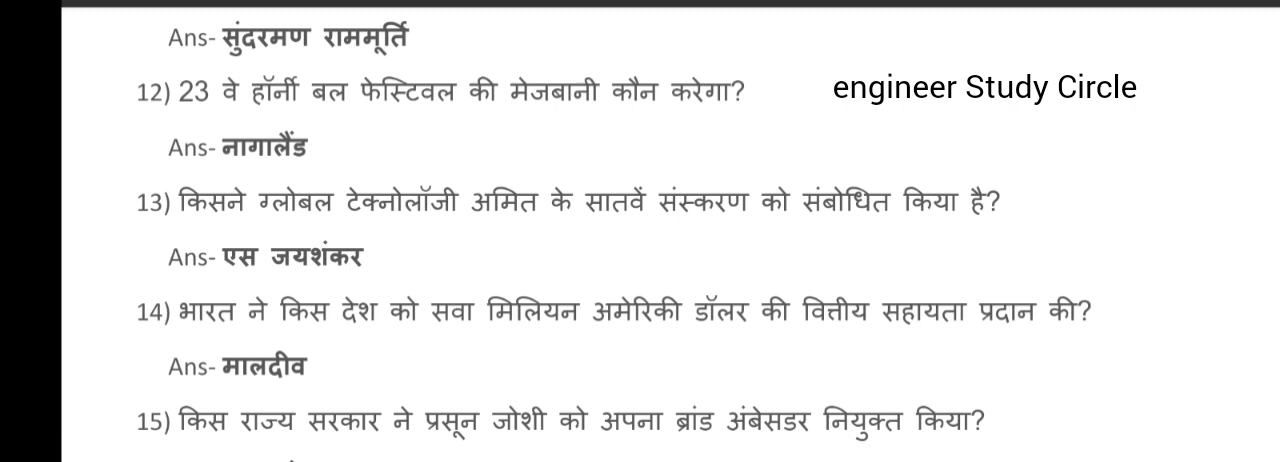 Ans- सुंदरमण राममूर्ति
12) 23 वे हॉर्नी बल फेस्टिवल की मेजबानी कौन करेगा?
engineer Study Circle
Ans- नागालैंड
13) किसने ग्लोबल टेक्नोलॉजी अमित के सातवें संस्करण को संबोधित किया है?
Ans- एस जयशंकर
14) भारत ने किस देश को सवा मिलियन अमेरिकी डॉलर की वित्तीय सहायता प्रदान की?
Ans- मालदीव
15) किस राज्य सरकार ने प्रसून जोशी को अपना ब्रांड अंबेसडर नियुक्त किया?